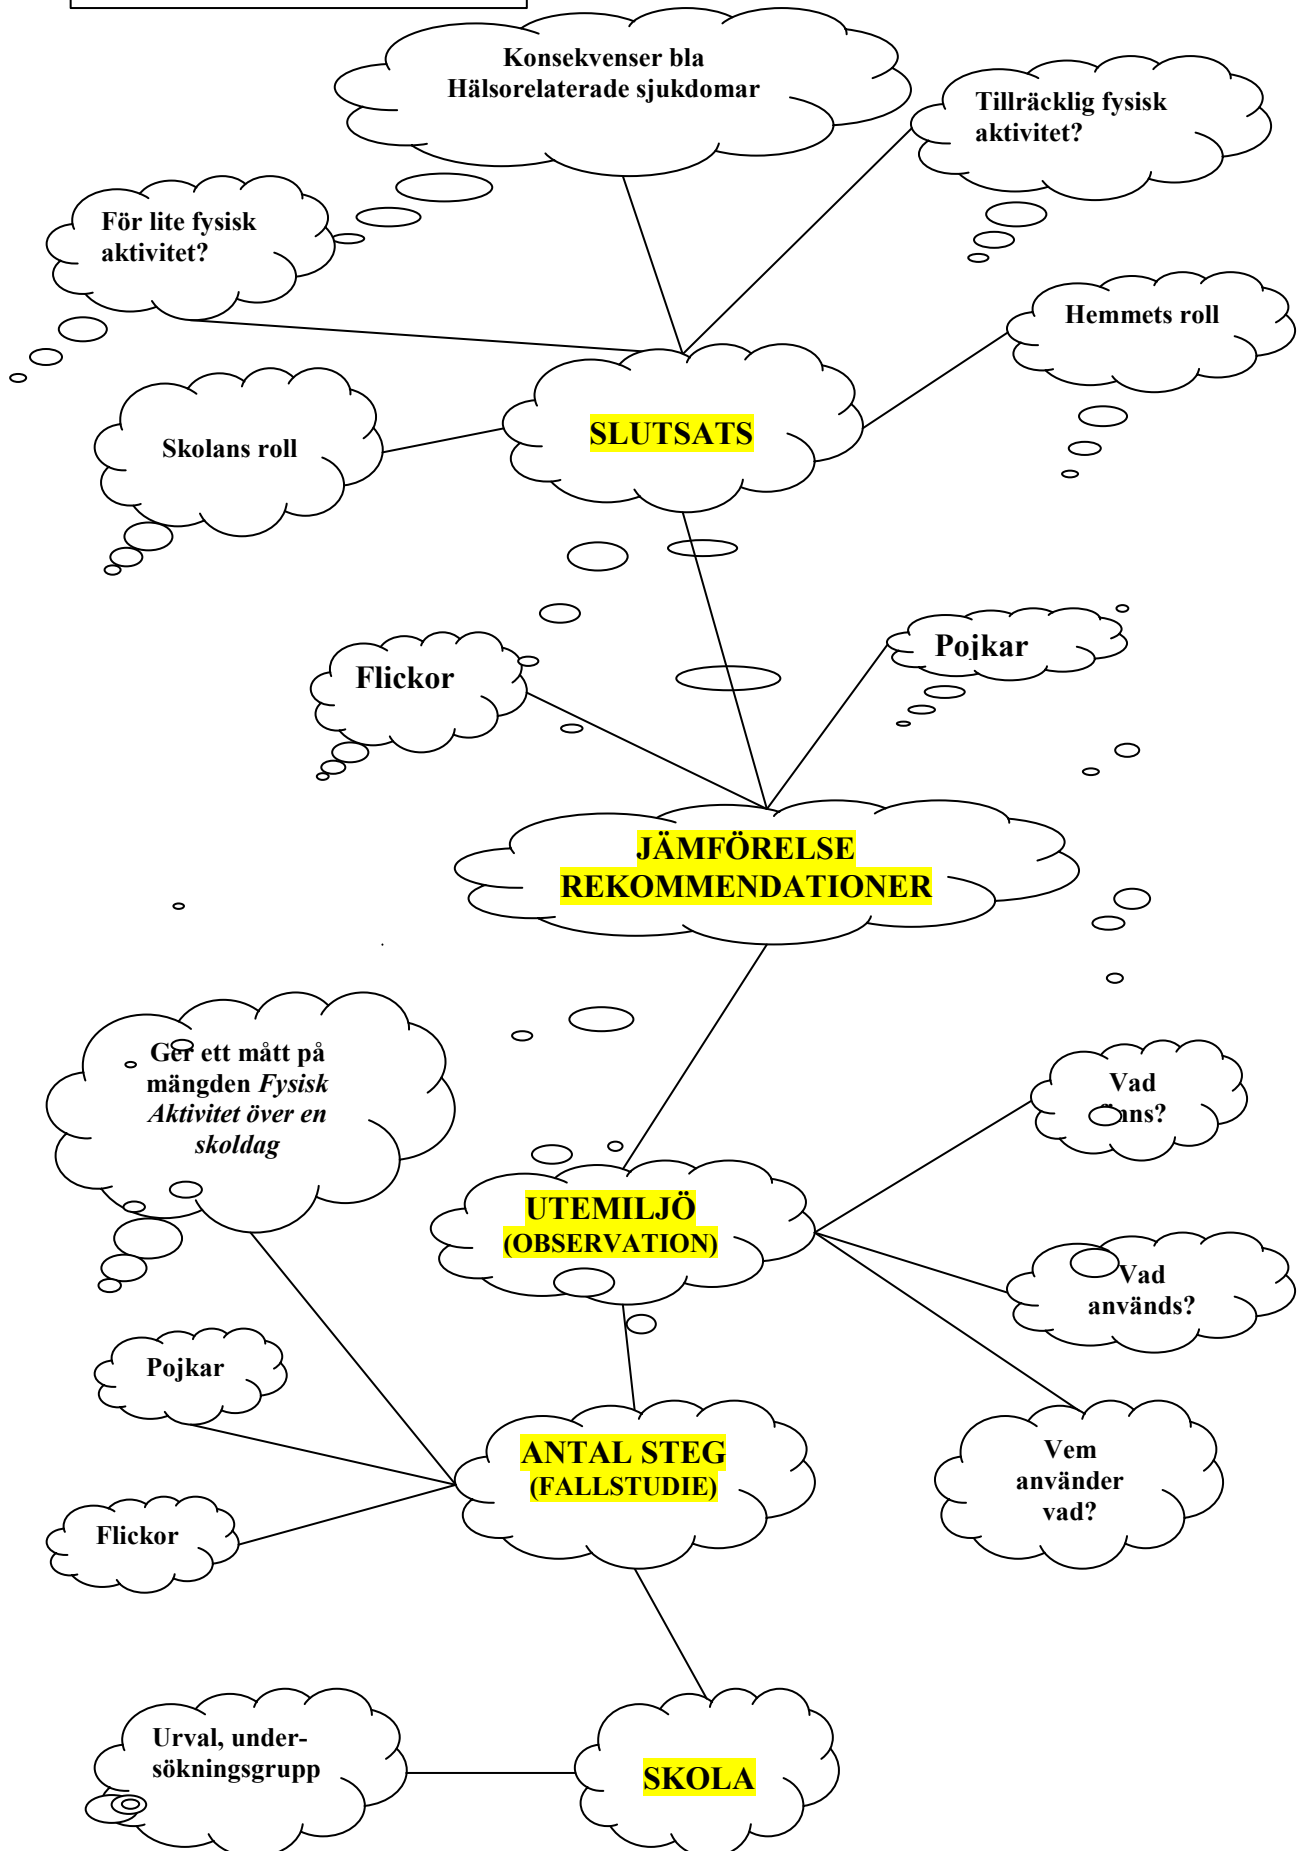 Konsekvenser bla
Hälsorelaterade sjukdomar
Tillräcklig fysisk
aktivitet?
För lite fysisk
aktivitet?
Hemmets roll
SLUTSATS
Skolans roll
Pojkar
Flickor
JÄMFÖRELSE
REKOMMENDATIONER
Ger ett mått på
mängden Fysisk
Aktivitet över en
skoldag
Vad
finns?
UTEMILJÖ
(OBSERVATION)
Vad
används?
Pojkar
ANTAL STEG
(FALLSTUDIE)
Vem
använder
vad?
Flickor
Urval, under-
sökningsgrupp
SKOLA